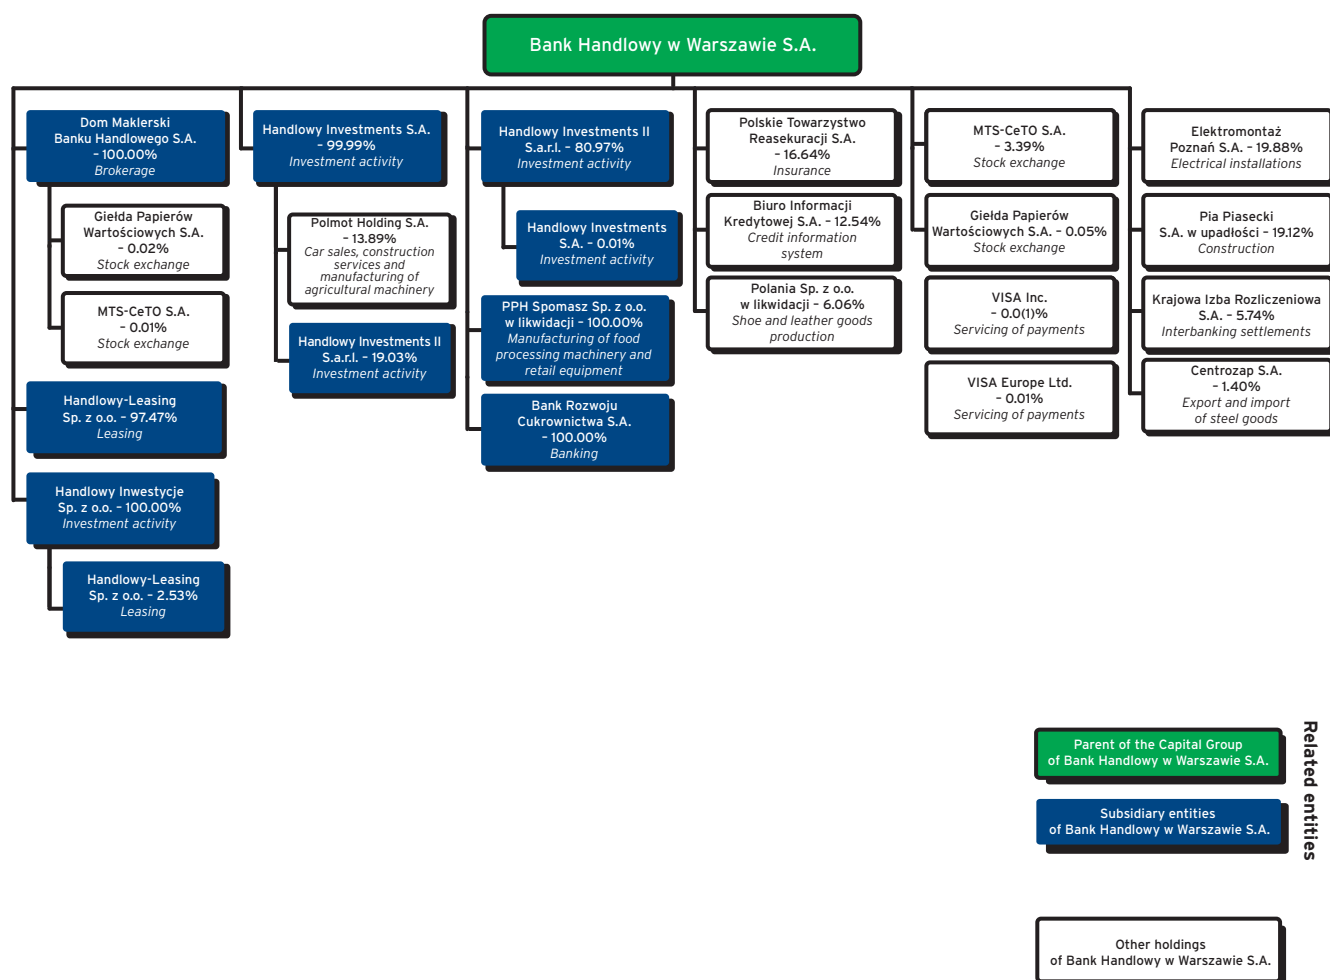 Bank Handlowy w Warszawie S.A.
Dom Maklerski
Banku Handlowego S.A.
– 100.00%
Brokerage
Giełda Papierów
Wartościowych S.A.
– 0.02%
Stock exchange
MTS-CeTO S.A.
– 0.01%
Stock exchange
Handlowy-Leasing
Sp. z o.o. – 97.47%
Leasing
Handlowy Inwestycje
Sp. z o.o. – 100.00%
Investment activity
Handlowy-Leasing
Sp. z o.o. – 2.53%
Leasing
Handlowy Investments S.A.
– 99.99%
Investment activity
Polmot Holding S.A.
– 13.89%
Car sales, construction
services and
manufacturing of
agricultural machinery
Handlowy Investments II
S.a.r.l. – 19.03%
Investment activity
Handlowy Investments II
S.a.r.l. – 80.97%
Investment activity
Handlowy Investments
S.A. – 0.01%
Investment activity
PPH Spomasz Sp. z o.o.
w likwidacji – 100.00%
Manufacturing of food
processing machinery and
retail equipment
Bank Rozwoju
Cukrownictwa S.A.
– 100.00%
Banking
Polskie Towarzystwo
Reasekuracji S.A.
– 16.64%
Insurance
Biuro Informacji
Kredytowej S.A. – 12.54%
Credit information
system
Polania Sp. z o.o.
w likwidacji – 6.06%
Shoe and leather goods
production
MTS-CeTO S.A.
– 3.39%
Stock exchange
Giełda Papierów
Wartościowych S.A. – 0.05%
Stock exchange
VISA Inc.
– 0.0(1)%
Servicing of payments
VISA Europe Ltd.
– 0.01%
Servicing of payments
Elektromontaż
Poznań S.A. – 19.88%
Electrical installations
Pia Piasecki
S.A. w upadłości – 19.12%
Construction
Krajowa Izba Rozliczeniowa
S.A. – 5.74%
Interbanking settlements
Centrozap S.A.
– 1.40%
Export and import
of steel goods
Related entities
Parent of the Capital Group
of Bank Handlowy w Warszawie S.A.
Subsidiary entities
of Bank Handlowy w Warszawie S.A.
Other holdings
of Bank Handlowy w Warszawie S.A.